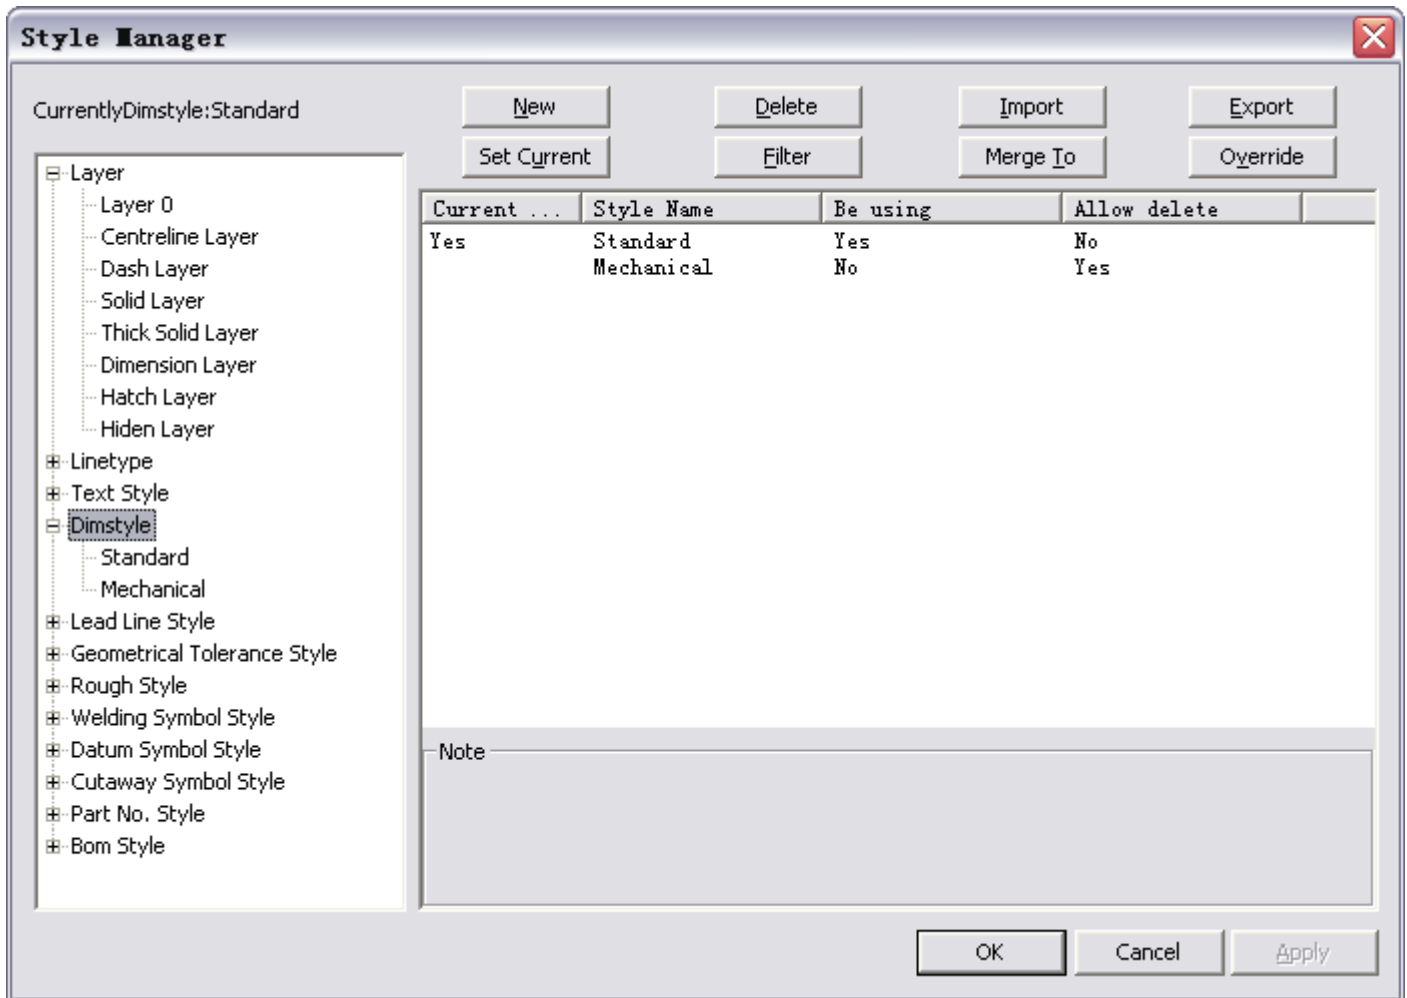 Style Manager
CurrentlyDimstyle:Standard
New Delete Import Export
Set Current Filter Merge To Override
Layer
Layer 0
Centreline Layer
Dash Layer
Solid Layer
Thick Solid Layer
Dimension Layer
Hatch Layer
Hiden Layer
Linetype
Text Style
Dimstyle
Standard
Mechanical
Lead Line Style
Geometrical Tolerance Style
Rough Style
Welding Symbol Style
Datum Symbol Style
Cutaway Symbol Style
Part No. Style
Bom Style
Current ... Style Name Be using Allow delete
Yes Standard Yes No
Mechanical No Yes
Note
OK Cancel Apply